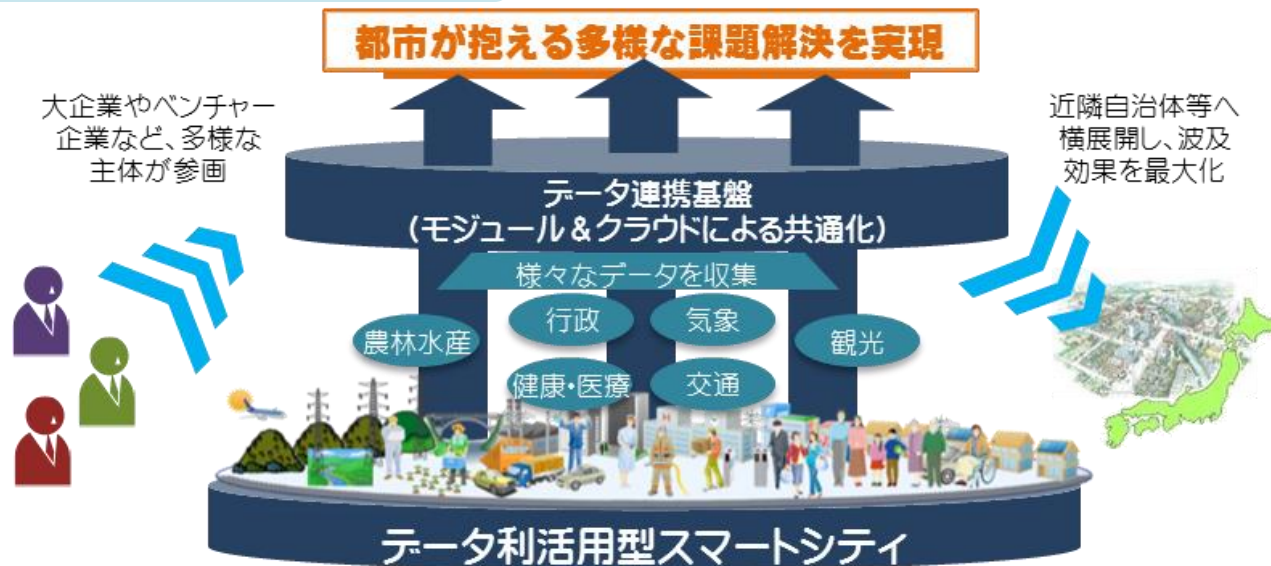 都市が抱える多様な課題解決を実現
大企業やベンチャー
企業など、多様な
主体が参画
近隣自治体等へ
横展開し、波及
効果を最大化
データ連携基盤
(モジュール&クラウドによる共通化)
様々なデータを収集
農林水産
行政
気象
観光
健康・医療
交通
データ利活用型スマートシティ